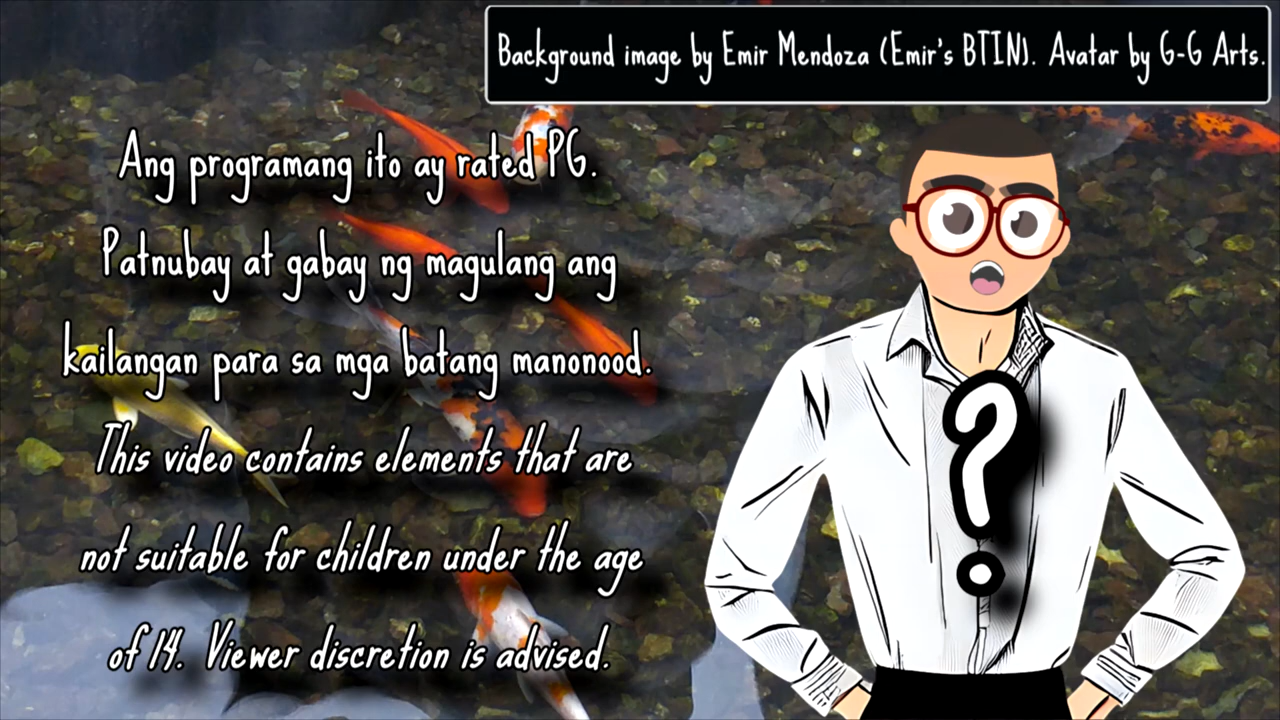 Background image by Emir Mendoza (Emir's BTIN). Avatar by G-G Arts.
Ang programang ito ay rated PG.
Patnubay at gabay ng magulang ang
kailangan para sa mga batang manonood.
This video contains elements that are
not suitable for children under the age
of 14. Viewer discretion is advised.
?